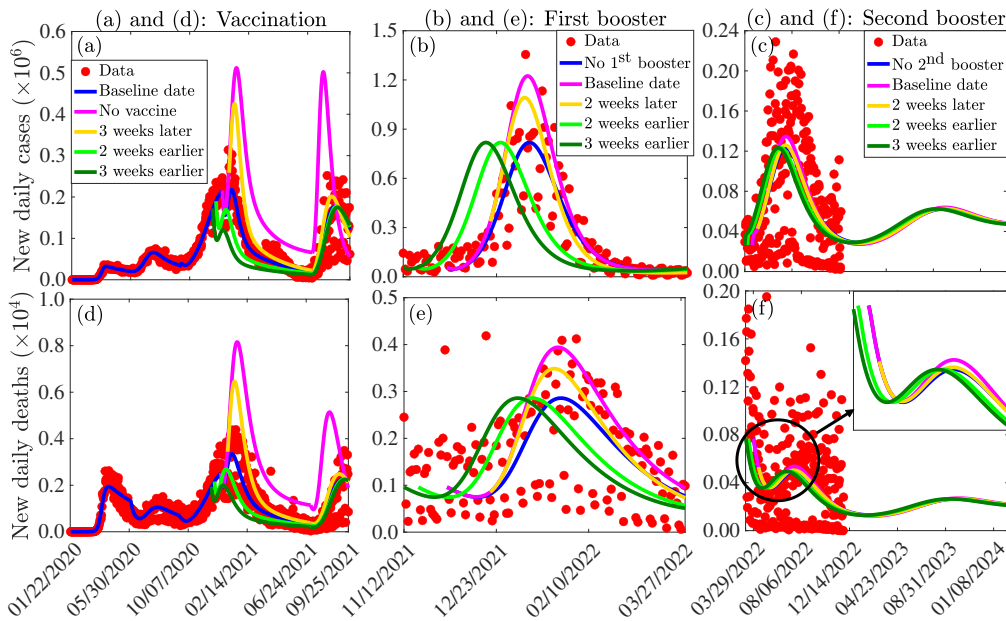 (a) and (d): Vaccination
(b) and (e): First booster
(c) and (f): Second booster
New daily cases (×10⁶)
0.6
0.5
0.4
0.3
0.2
0.1
0.0
(a)
Data
Baseline date
No vaccine
3 weeks later
2 weeks earlier
3 weeks earlier
1.5
1.2
0.9
0.6
0.3
0.0
(b)
Data
No 1st booster
Baseline date
2 weeks later
2 weeks earlier
3 weeks earlier
0.24
0.20
0.16
0.12
0.08
0.04
0.00
(c)
Data
No 2nd booster
Baseline date
2 weeks later
2 weeks earlier
3 weeks earlier
New daily deaths (×10⁴)
1.0
0.8
0.6
0.4
0.2
0.0
(d)
01/22/2020
05/30/2020
10/07/2020
02/14/2021
06/24/2021
09/25/2021
0.5
0.4
0.3
0.2
0.1
0.0
(e)
11/12/2021
12/23/2021
02/10/2022
03/27/2022
0.20
0.16
0.12
0.08
0.04
0.00
(f)
03/29/2022
08/06/2022
12/14/2022
04/23/2023
08/31/2023
01/08/2024